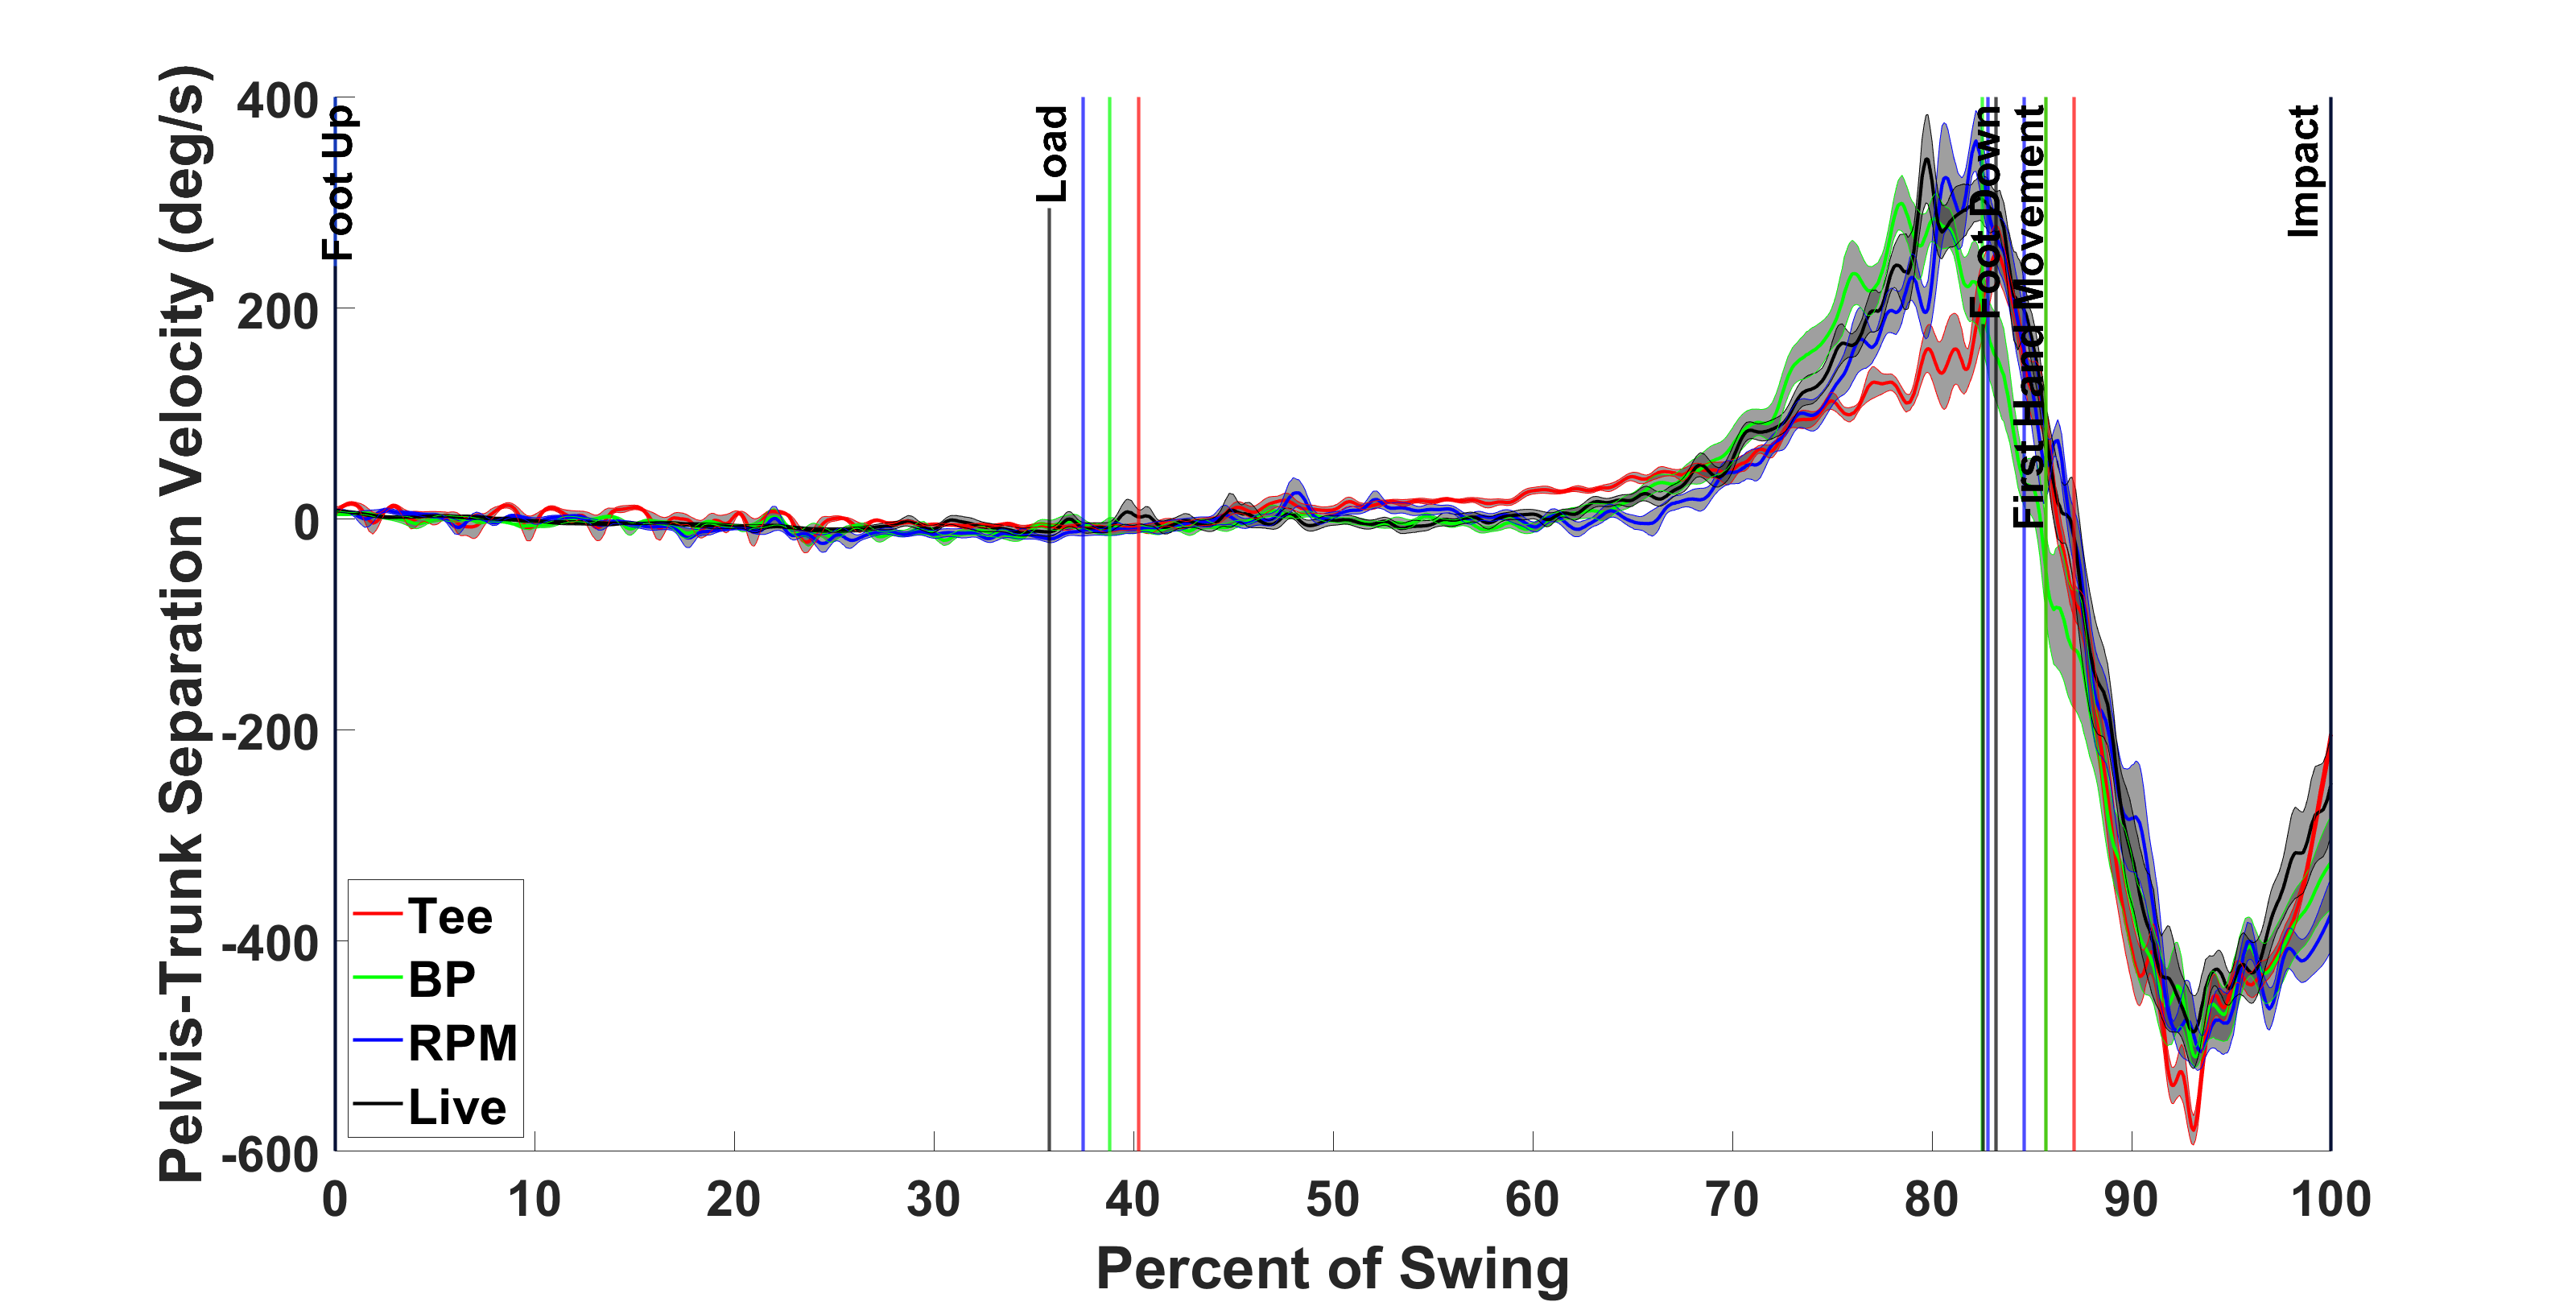 Pelvis-Trunk Separation Velocity (deg/s)
400
200
0
-200
-400
-600
Foot Up
Load
Foot Down
First Hand Movement
Impact
Tee
BP
RPM
Live
0 10 20 30 40 50 60 70 80 90 100
Percent of Swing